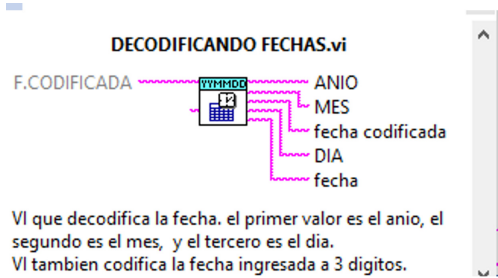 DECODIFICANDO FECHAS.vi
F.CODIFICADA
YYMMDD
ANIO
MES
fecha codificada
DIA
fecha
VI que decodifica la fecha. el primer valor es el anio, el
segundo es el mes,  y el tercero es el dia.
VI tambien codifica la fecha ingresada a 3 digitos.